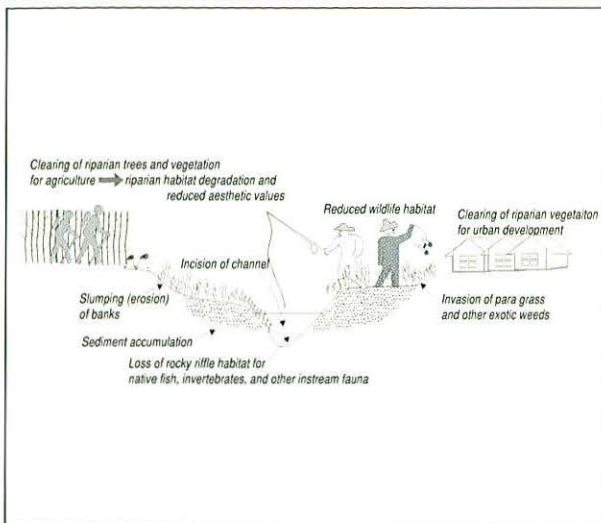 Clearing of riparian trees and vegetation
for agriculture riparian habitat degradation and
reduced aesthetic values
Reduced wildlife habitat
Clearing of riparian vegetaiton
for urban development
Incision of channel
Slumping (erosion)
of banks
Invasion of para grass
and other exotic weeds
Sediment accumulation
Loss of rocky riffle habitat for
native fish, invertebrates, and other instream fauna